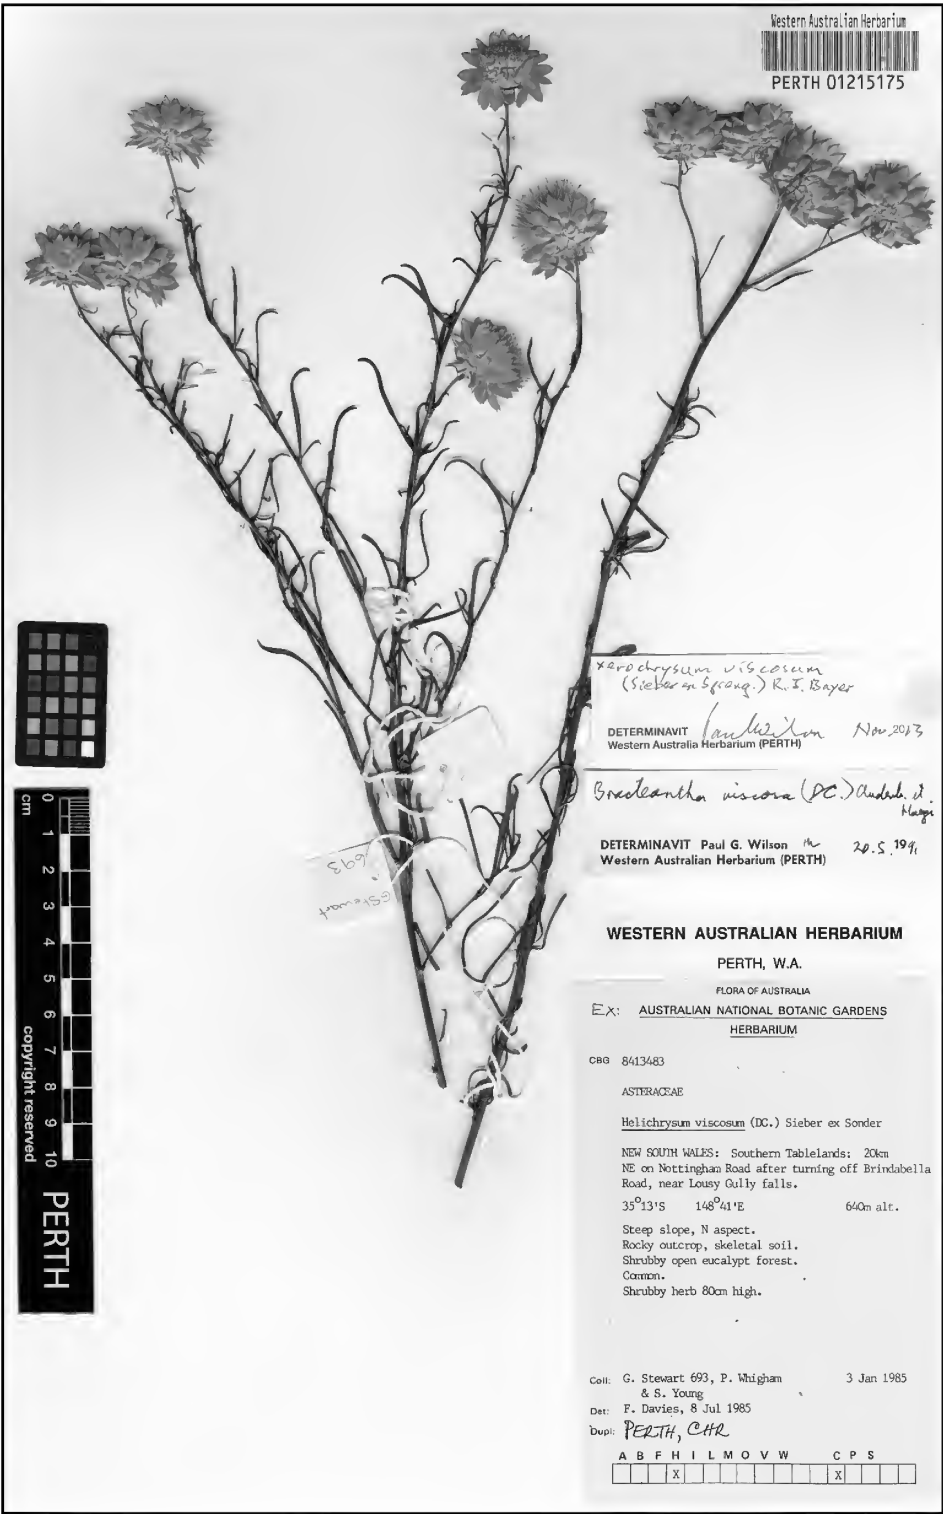 Western Australian Herbarium
PERTH 01215175
Xerochrysum viscosum
(Sieber ex Spreng.) R.J. Bayer
DETERMINAVIT Paul Wilson Nov. 2013
Western Australia Herbarium (PERTH)
Bracteantha viscosa (DC.) Anderb. et
Haegi
DETERMINAVIT Paul G. Wilson 20.5.1991
Western Australian Herbarium (PERTH)
693
G Stewart
WESTERN AUSTRALIAN HERBARIUM
PERTH, W.A.
FLORA OF AUSTRALIA
Ex: AUSTRALIAN NATIONAL BOTANIC GARDENS
HERBARIUM
CBG 8413483
ASTERACEAE
Helichrysum viscosum (DC.) Sieber ex Sonder
NEW SOUTH WALES: Southern Tablelands: 20km
NE on Nottingham Road after turning off Brindabella
Road, near Lousy Gully falls.
35°13'S 148°41'E 640m alt.
Steep slope, N aspect.
Rocky outcrop, skeletal soil.
Shrubby open eucalypt forest.
Common.
Shrubby herb 80cm high.
Coll: G. Stewart 693, P. Whigham 3 Jan 1985
& S. Young
Det: F. Davies, 8 Jul 1985
Dupl: PERTH, CHR
A B F H I L M O V W C P S
X X
0 cm
1
2
3
4
5
6
7
8
9
10
copyright reserved
PERTH